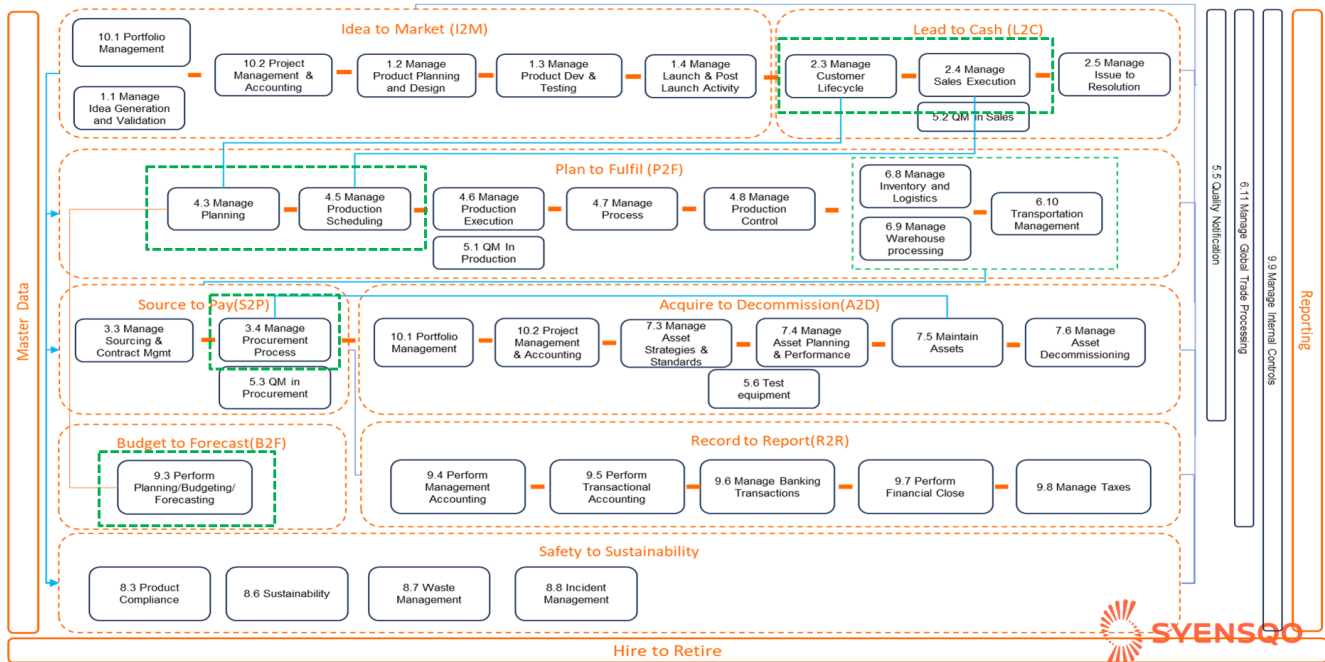 Idea to Market (I2M)
10.1 Portfolio
Management
10.2 Project
Management &
Accounting
1.2 Manage
Product Planning
and Design
1.3 Manage
Product Dev &
Testing
1.4 Manage
Launch & Post
Launch Activity
1.1 Manage
Idea Generation
and Validation
Lead to Cash (L2C)
2.3 Manage
Customer
Lifecycle
2.4 Manage
Sales Execution
2.5 Manage
Issue to
Resolution
5.2 QM in Sales
Plan to Fulfil (P2F)
4.3 Manage
Planning
4.5 Manage
Production
Scheduling
4.6 Manage
Production
Execution
4.7 Manage
Process
4.8 Manage
Production
Control
6.8 Manage
Inventory and
Logistics
6.9 Manage
Warehouse
processing
6.10
Transportation
Management
5.1 QM In
Production
Source to Pay(S2P)
3.3 Manage
Sourcing &
Contract Mgmt
3.4 Manage
Procurement
Process
5.3 QM in
Procurement
Acquire to Decommission(A2D)
10.1 Portfolio
Management
10.2 Project
Management
& Accounting
7.3 Manage
Asset
Strategies &
Standards
7.4 Manage
Asset Planning
& Performance
7.5 Maintain
Assets
7.6 Manage
Asset
Decommissioning
5.6 Test
equipment
Budget to Forecast(B2F)
9.3 Perform
Planning/Budgeting/
Forecasting
Record to Report(R2R)
9.4 Perform
Management
Accounting
9.5 Perform
Transactional
Accounting
9.6 Manage Banking
Transactions
9.7 Perform
Financial Close
9.8 Manage Taxes
Safety to Sustainability
8.3 Product
Compliance
8.6 Sustainability
8.7 Waste
Management
8.8 Incident
Management
Master Data
5.5 Quality Notification
6.11 Manage Global Trade Processing
9.9 Manage Internal Controls
Reporting
SYENSQO
Hire to Retire